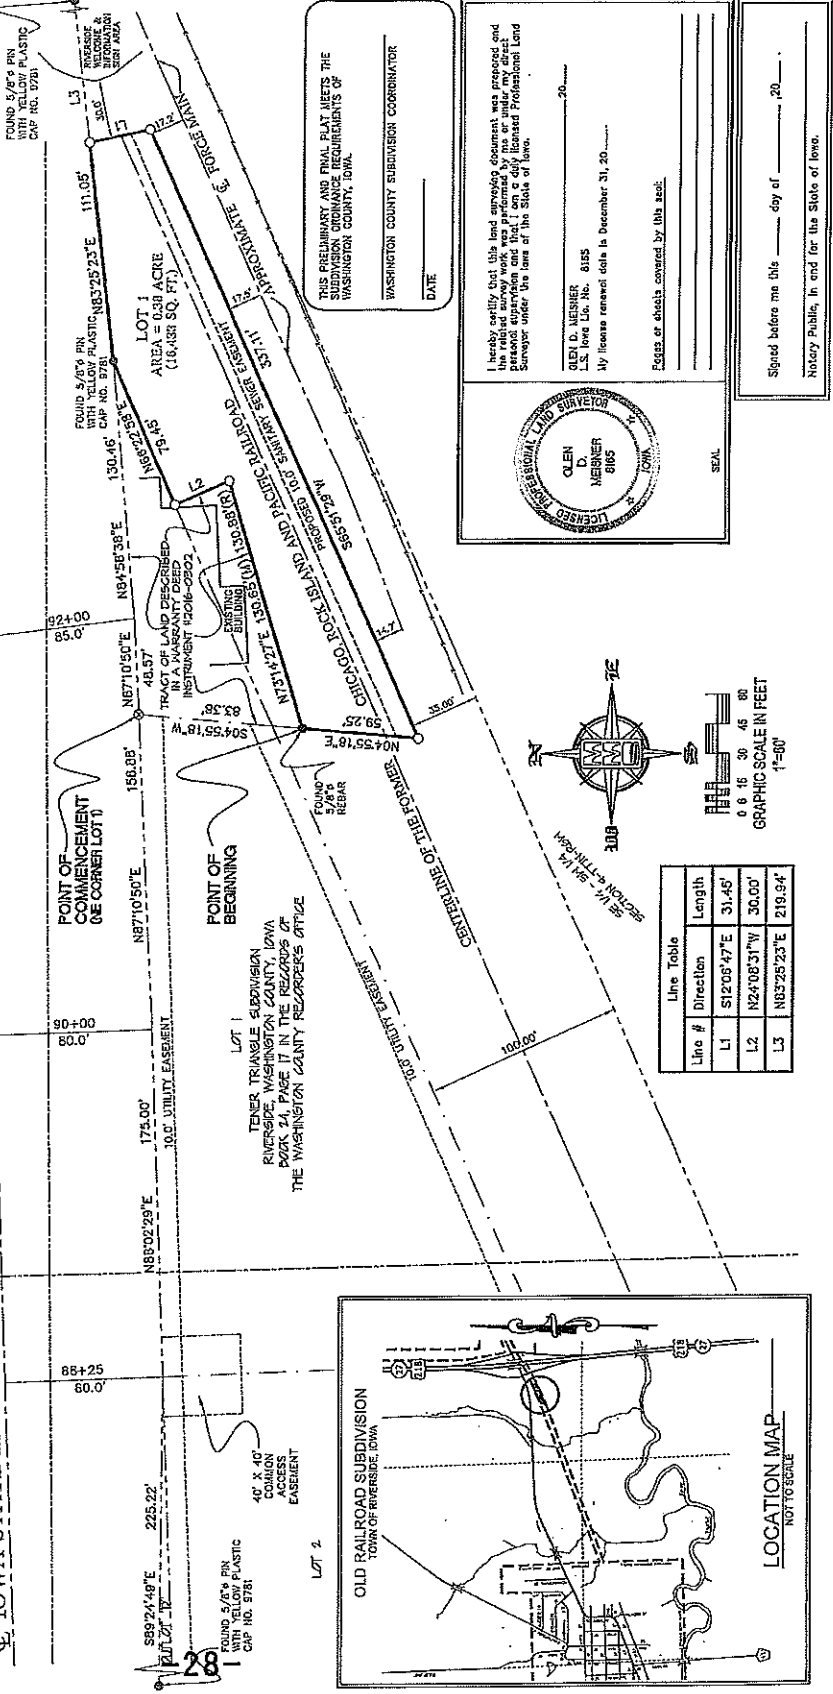 FOUND 5/8"ø PIN
WITH YELLOW PLASTIC
CAP NO. 9781
RIVERSIDE
WELCOME &
INFORMATION
SIGN AREA
L3
30.0'
L1
17.2'
111.05'
N83°25'23"E
FOUND 5/8"ø PIN
WITH YELLOW PLASTIC
CAP NO. 9781
LOT 1
AREA = 0.38 ACRE
(16,433 SQ. FT.)
130.46'
N84°58'38"E
N66°22'58"E
79.45'
L2
TRACT OF LAND DESCRIBED
IN A WARRANTY DEED
INSTRUMENT #2016-0302
EXISTING
BUILDING
N73°14'27"E 130.65'(M) 130.88'(R)
APPROXIMATE ℄ FORCE MAIN
17.5'
337.11'
S65°51'29"W
PROPOSED 10.0' SANITARY SEWER EASEMENT
CHICAGO, ROCK ISLAND AND PACIFIC RAILROAD
14.7'
35.00'
92+00
85.0'
N87°10'50"E
48.57'
S04°55'18"W
83.38'
N04°55'18"E
59.25'
FOUND
5/8"ø
REBAR
POINT OF
COMMENCEMENT
(NE CORNER LOT 1)
158.88'
N87°10'50"E
POINT OF
BEGINNING
CENTERLINE OF THE FORMER
90+00
80.0'
175.00'
10.0' UTILITY EASEMENT
N88°02'29"E
LOT 1
TENER TRIANGLE SUBDIVISION
RIVERSIDE, WASHINGTON COUNTY, IOWA
BOOK 24, PAGE 17 IN THE RECORDS OF
THE WASHINGTON COUNTY RECORDER'S OFFICE
10.0' UTILITY EASEMENT
100.00'
88+25
60.0'
40' X 40'
COMMON
ACCESS
EASEMENT
225.22'
S89°24'49"E
FOUND 5/8"ø PIN
WITH YELLOW PLASTIC
CAP NO. 9781
LOT 2
-28-
THIS PRELIMINARY AND FINAL PLAT MEETS THE
SUBDIVISION ORDINANCE REQUIREMENTS OF
WASHINGTON COUNTY, IOWA.
WASHINGTON COUNTY SUBDIVISION COORDINATOR
DATE
I hereby certify that this land surveying document was prepared and
the related survey work was performed by me or under my direct
personal supervision and that I am a duly licensed Professional Land
Surveyor under the laws of the State of Iowa.
20
GLEN D. MEISNER
L.S. Iowa Lic. No. 8165
My license renewal date is December 31, 20
Pages or sheets covered by this seal:
LICENSED PROFESSIONAL LAND SURVEYOR
GLEN
D.
MEISNER
8165
IOWA
SEAL
Signed before me this day of ,20 .
Notary Public, in and for the State of Iowa.
SE 1/4 - SW 1/4
MMS
0 6 15 30 45 60
GRAPHIC SCALE IN FEET
1"=60'
Line Table
Line # Direction Length
L1 S12°06'47"E 31.45'
L2 N24°08'31"W 30.00'
L3 N83°25'23"E 219.94'
OLD RAILROAD SUBDIVISION
TOWN OF RIVERSIDE, IOWA
27
218
218
27
LOCATION MAP
NOT TO SCALE